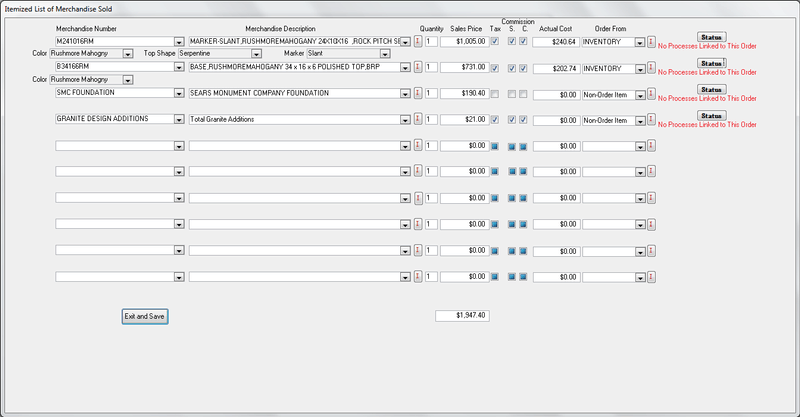 Itemized List of Merchandise Sold
Merchandise Number Merchandise Description Quantity Sales Price Tax Commission S. C. Actual Cost Order From
M241016RM MARKER-SLANT,RUSHMOREMAHOGANY 24X10X16 ,ROCK PITCH SE I 1 $1,005.00 $240.64 INVENTORY I Status
No Processes Linked to This Order
Color Rushmore Mahogny Top Shape Serpentine Marker Slant
B34166RM BASE,RUSHMOREMAHOGANY 34 x 16 x 6 POLISHED TOP,BRP I 1 $731.00 $202.74 INVENTORY I Status
No Processes Linked to This Order
Color Rushmore Mahogny
SMC FOUNDATION SEARS MONUMENT COMPANY FOUNDATION I 1 $190.40 $0.00 Non-Order Item I Status
No Processes Linked to This Order
GRANITE DESIGN ADDITIONS Total Granite Additions I 1 $21.00 $0.00 Non-Order Item I Status
No Processes Linked to This Order
I 1 $0.00 $0.00 I
I 1 $0.00 $0.00 I
I 1 $0.00 $0.00 I
I 1 $0.00 $0.00 I
I 1 $0.00 $0.00 I
I 1 $0.00 $0.00 I
Exit and Save $1,947.40